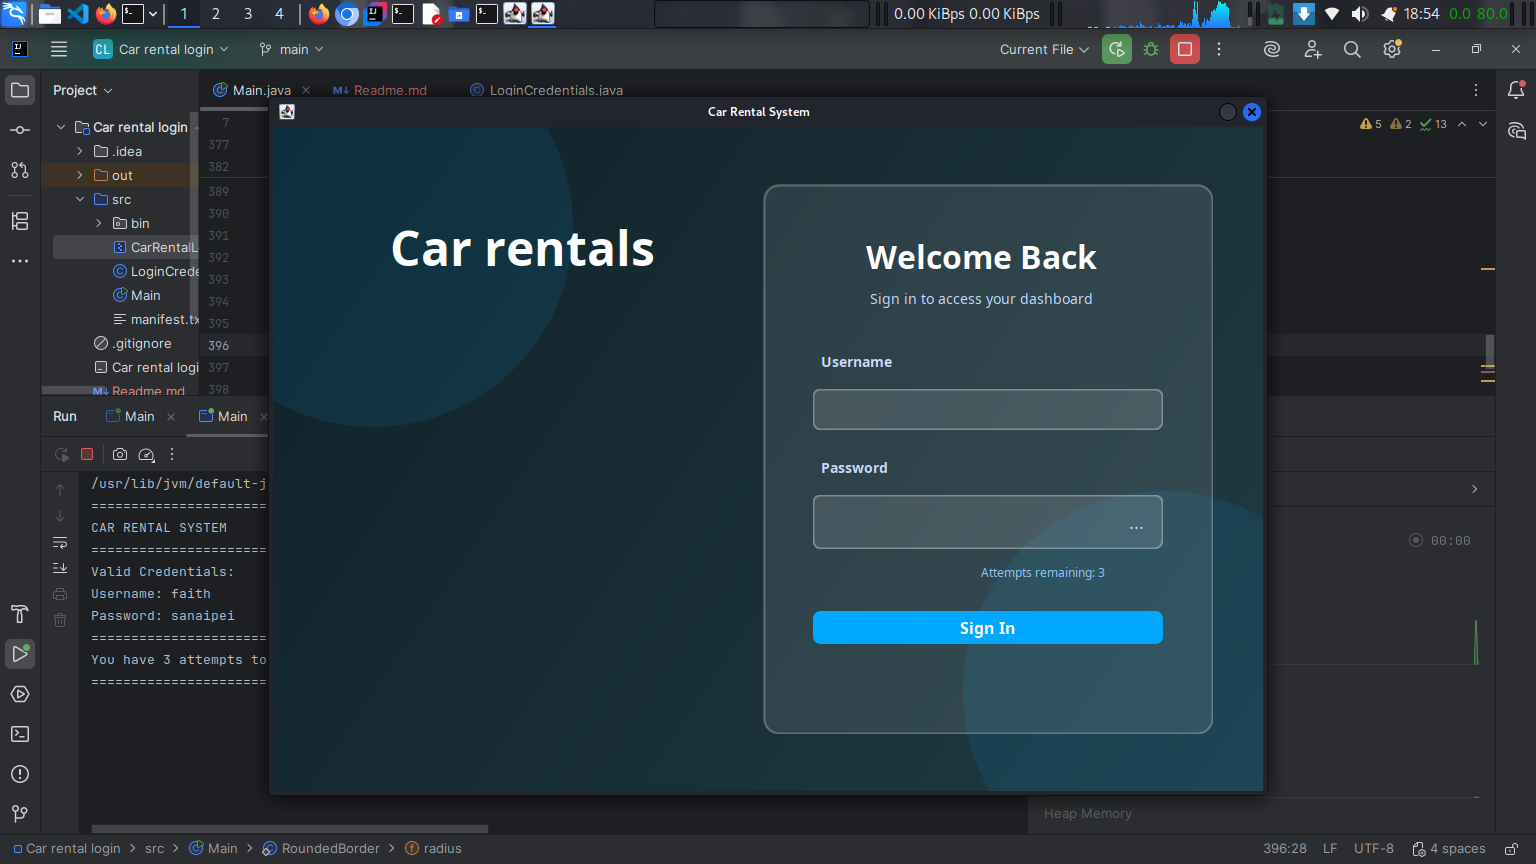 1 2 3 4 0.00 KiBps 0.00 KiBps 18:54 0.0 80.0
CL Car rental login main Current File
Project Main.java Readme.md LoginCredentials.java
Car Rental System
5 2 13
Car rental login
.idea
out
src
bin
CarRentalL
LoginCrede
Main
manifest.tx
.gitignore
Car rental logi
Readme.md
7
377
382
389
390
391
392
393
394
395
396
397
398
Car rentals
Welcome Back
Sign in to access your dashboard
Username
Password
...
Attempts remaining: 3
Sign In
Run Main Main
/usr/lib/jvm/default-j
======================
CAR RENTAL SYSTEM
======================
Valid Credentials:
Username: faith
Password: sanaipei
======================
You have 3 attempts to
======================
00:00
Heap Memory
Car rental login src Main RoundedBorder radius 396:28 LF UTF-8 4 spaces